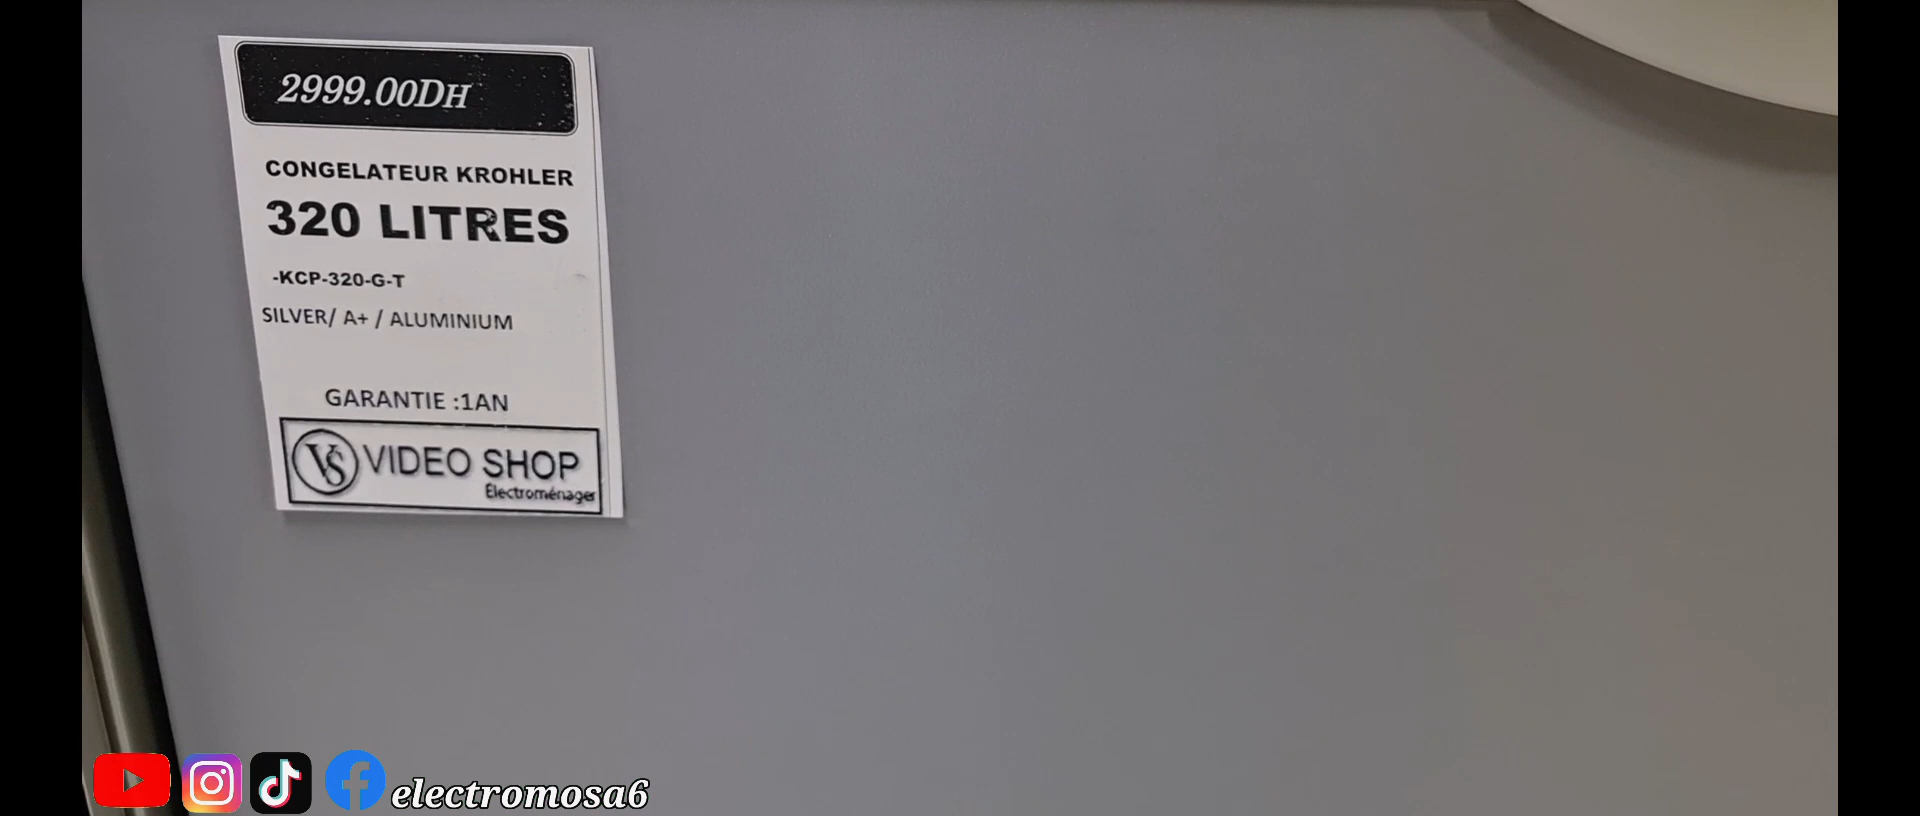 2999.00DH
CONGELATEUR KROHLER
320 LITRES
-KCP-320-G-T
SILVER/ A+ / ALUMINIUM
GARANTIE :1AN
VS VIDEO SHOP
Électroménager
electromosa6